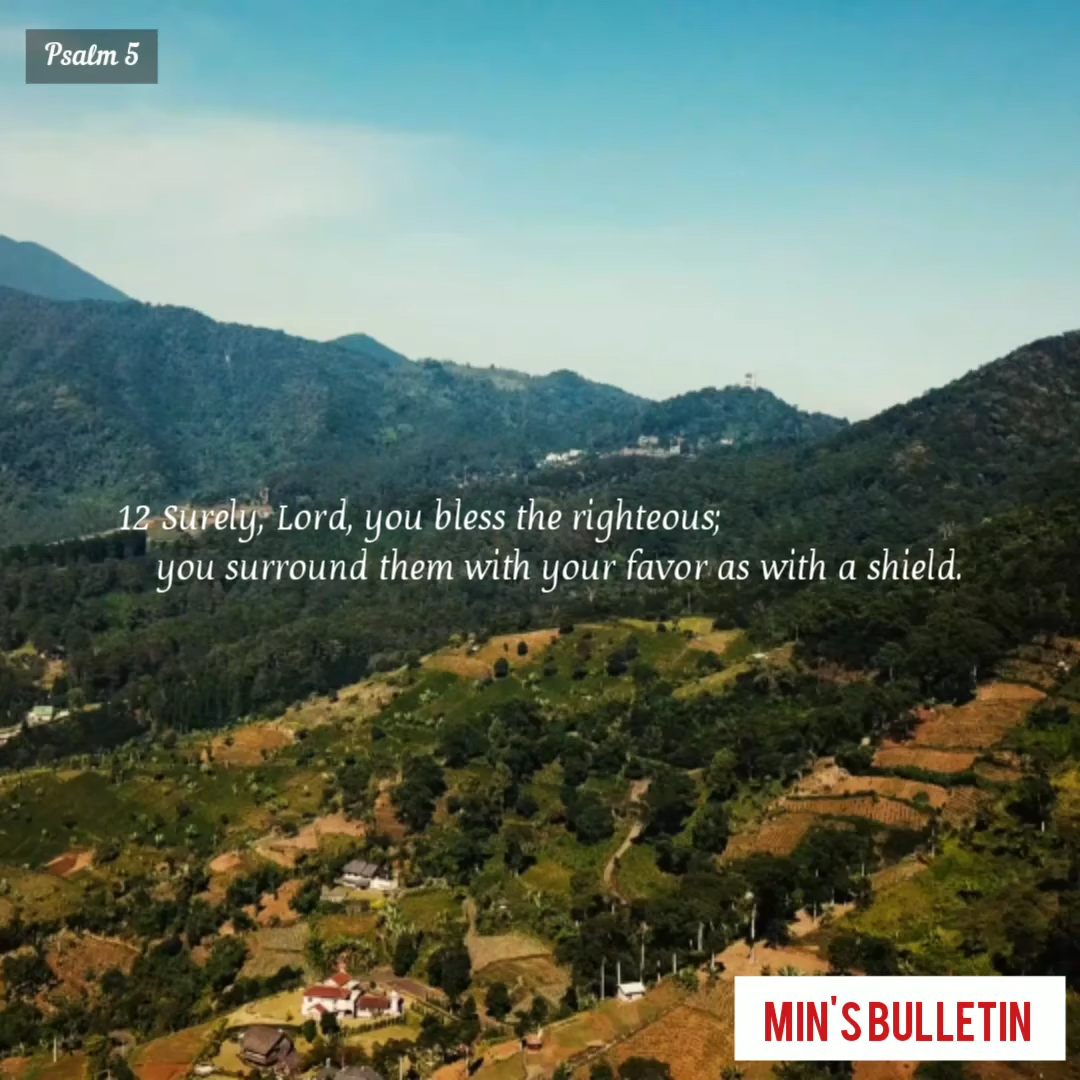 Psalm 5
12 Surely, Lord, you bless the righteous;
you surround them with your favor as with a shield.
MIN'S BULLETIN